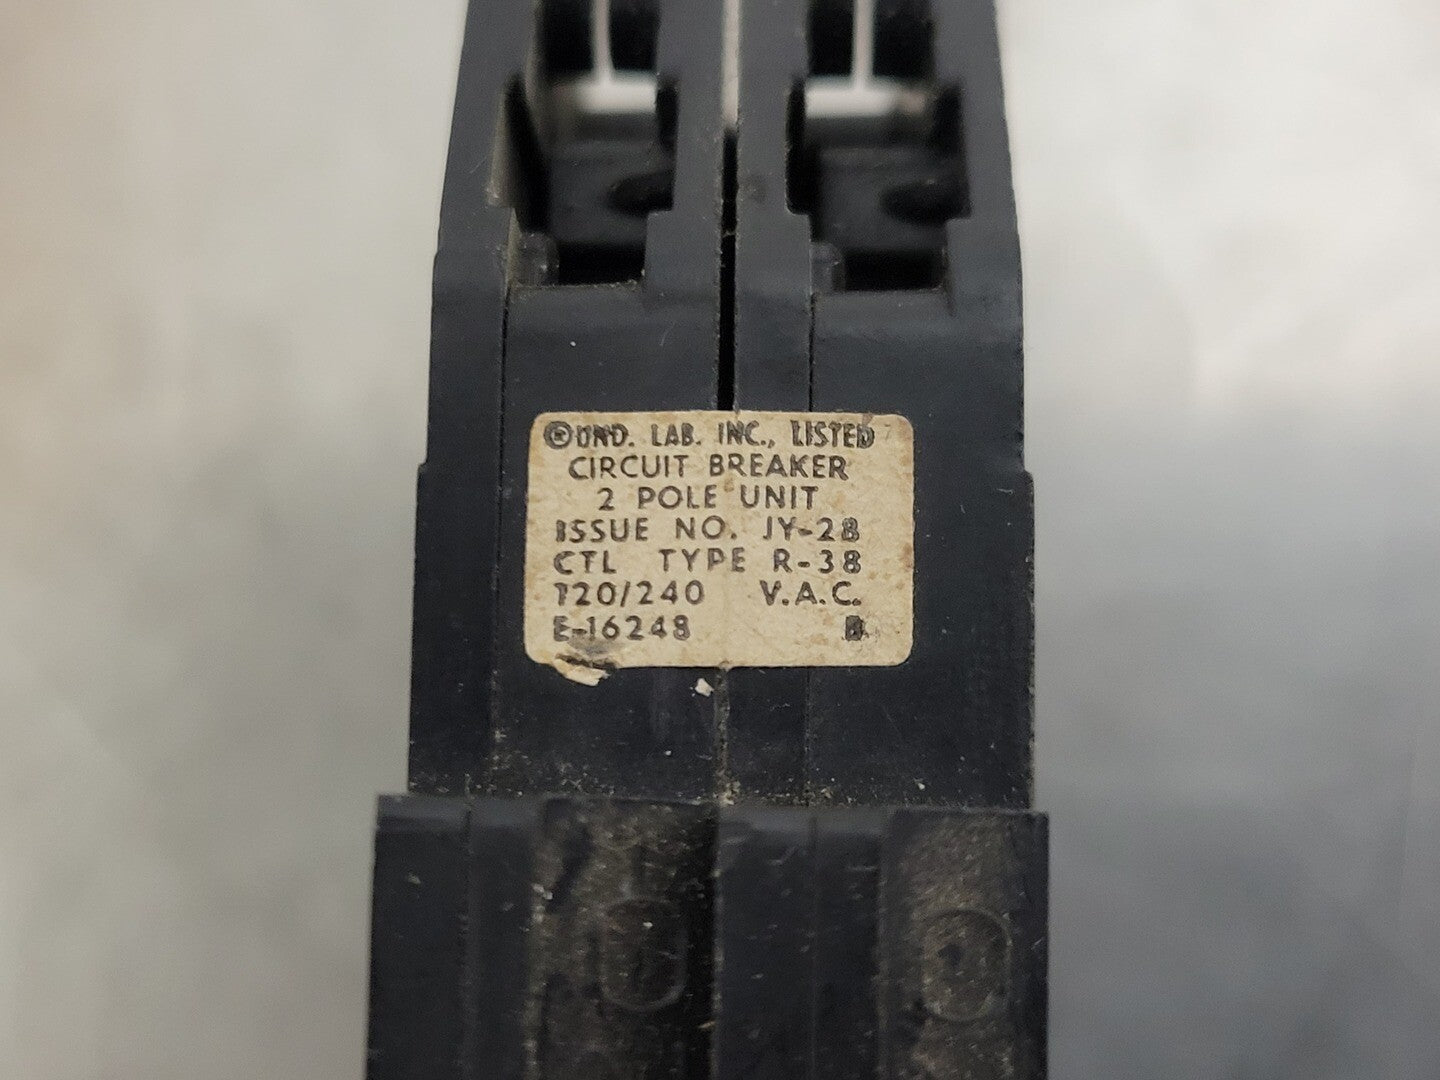 UND. LAB. INC., LISTED
CIRCUIT BREAKER
2 POLE UNIT
ISSUE NO. JY-28
CTL TYPE R-38
120/240 V.A.C.
E-16248